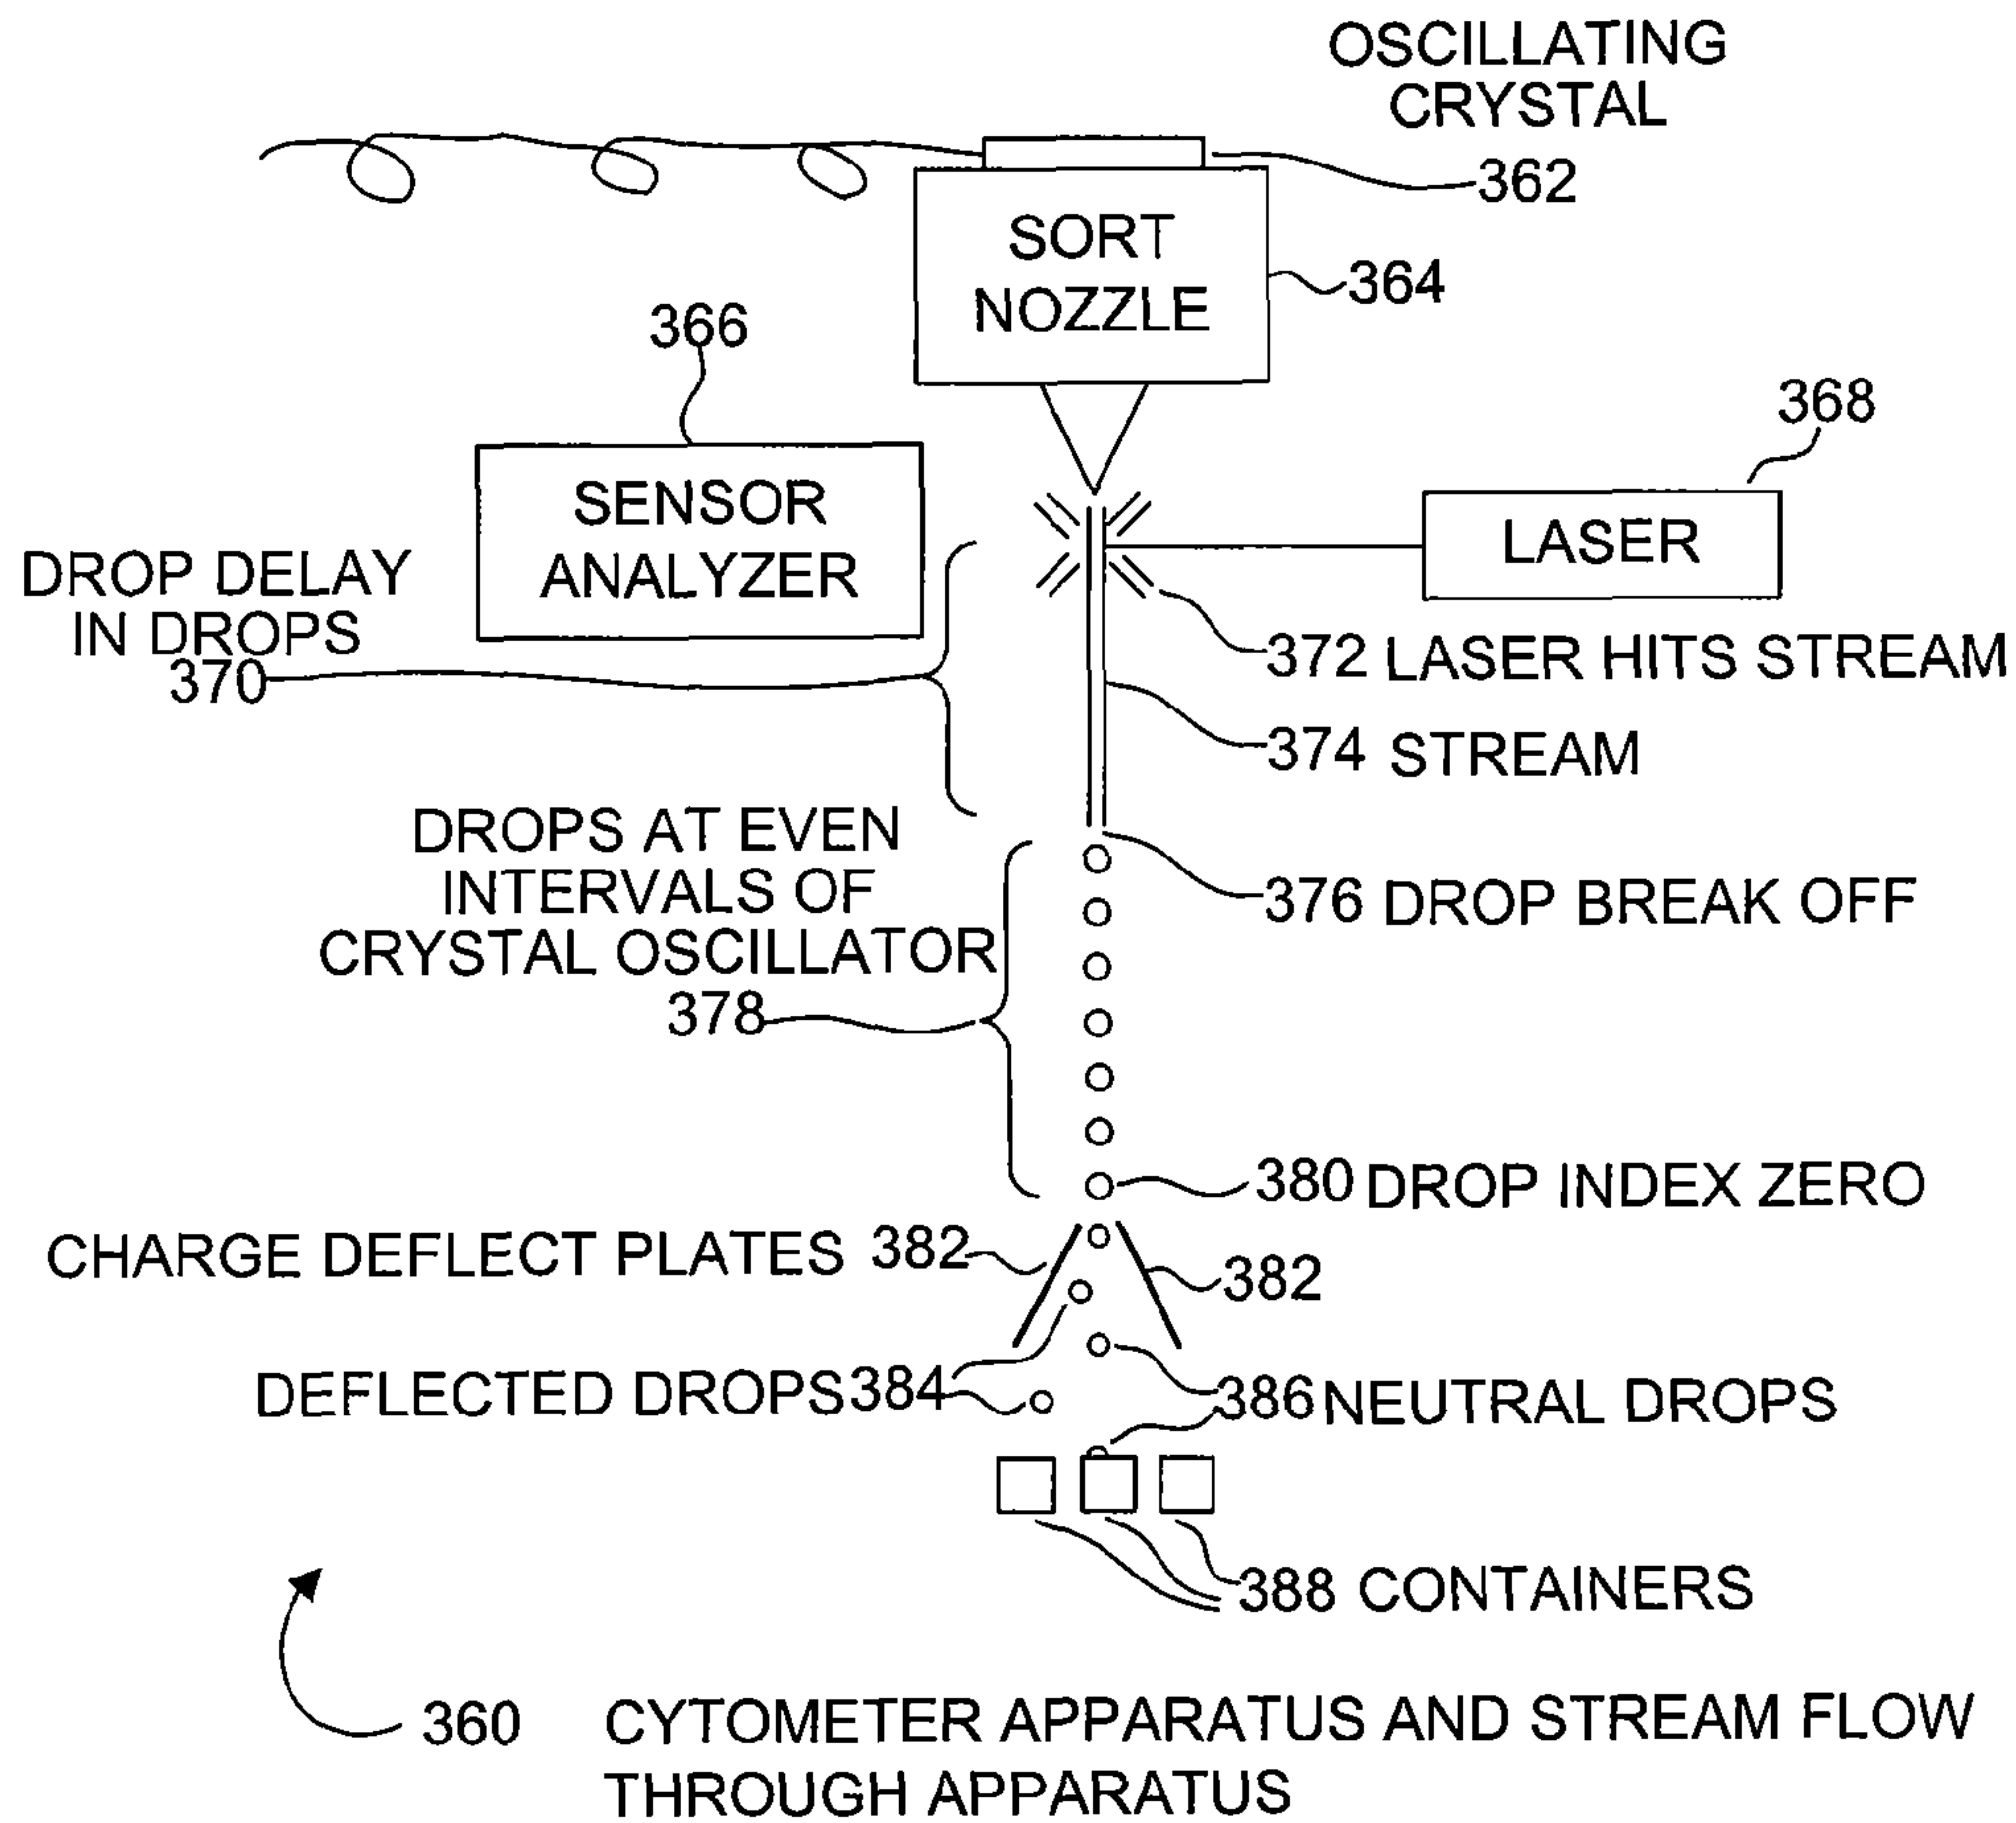 OSCILLATING
CRYSTAL
362
SORT
NOZZLE
364
366
368
SENSOR
ANALYZER
LASER
DROP DELAY
IN DROPS
370
372 LASER HITS STREAM
374 STREAM
DROPS AT EVEN
INTERVALS OF
CRYSTAL OSCILLATOR
378
376 DROP BREAK OFF
380 DROP INDEX ZERO
CHARGE DEFLECT PLATES 382
382
DEFLECTED DROPS 384
386 NEUTRAL DROPS
388 CONTAINERS
360 CYTOMETER APPARATUS AND STREAM FLOW
THROUGH APPARATUS